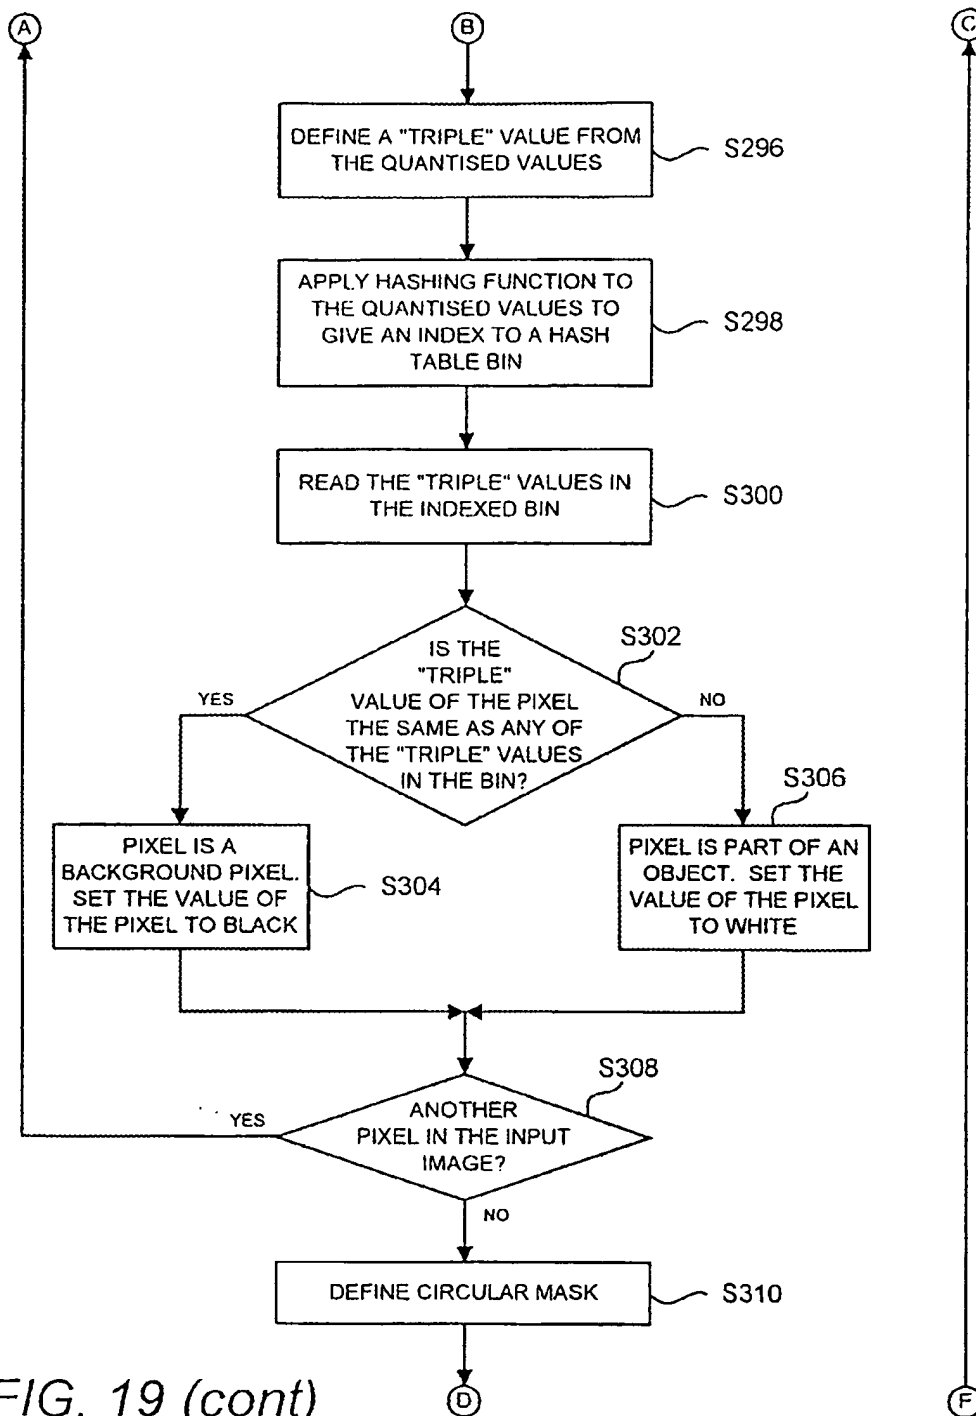 A
B
C
DEFINE A "TRIPLE" VALUE FROM
THE QUANTISED VALUES
S296
APPLY HASHING FUNCTION TO
THE QUANTISED VALUES TO
GIVE AN INDEX TO A HASH
TABLE BIN
S298
READ THE "TRIPLE" VALUES IN
THE INDEXED BIN
S300
IS THE
"TRIPLE"
VALUE OF THE PIXEL
THE SAME AS ANY OF
THE "TRIPLE" VALUES
IN THE BIN?
S302
YES
NO
PIXEL IS A
BACKGROUND PIXEL.
SET THE VALUE OF
THE PIXEL TO BLACK
S304
S306
PIXEL IS PART OF AN
OBJECT. SET THE
VALUE OF THE PIXEL
TO WHITE
S308
ANOTHER
PIXEL IN THE INPUT
IMAGE?
YES
NO
DEFINE CIRCULAR MASK
S310
FIG. 19 (cont)
D
F